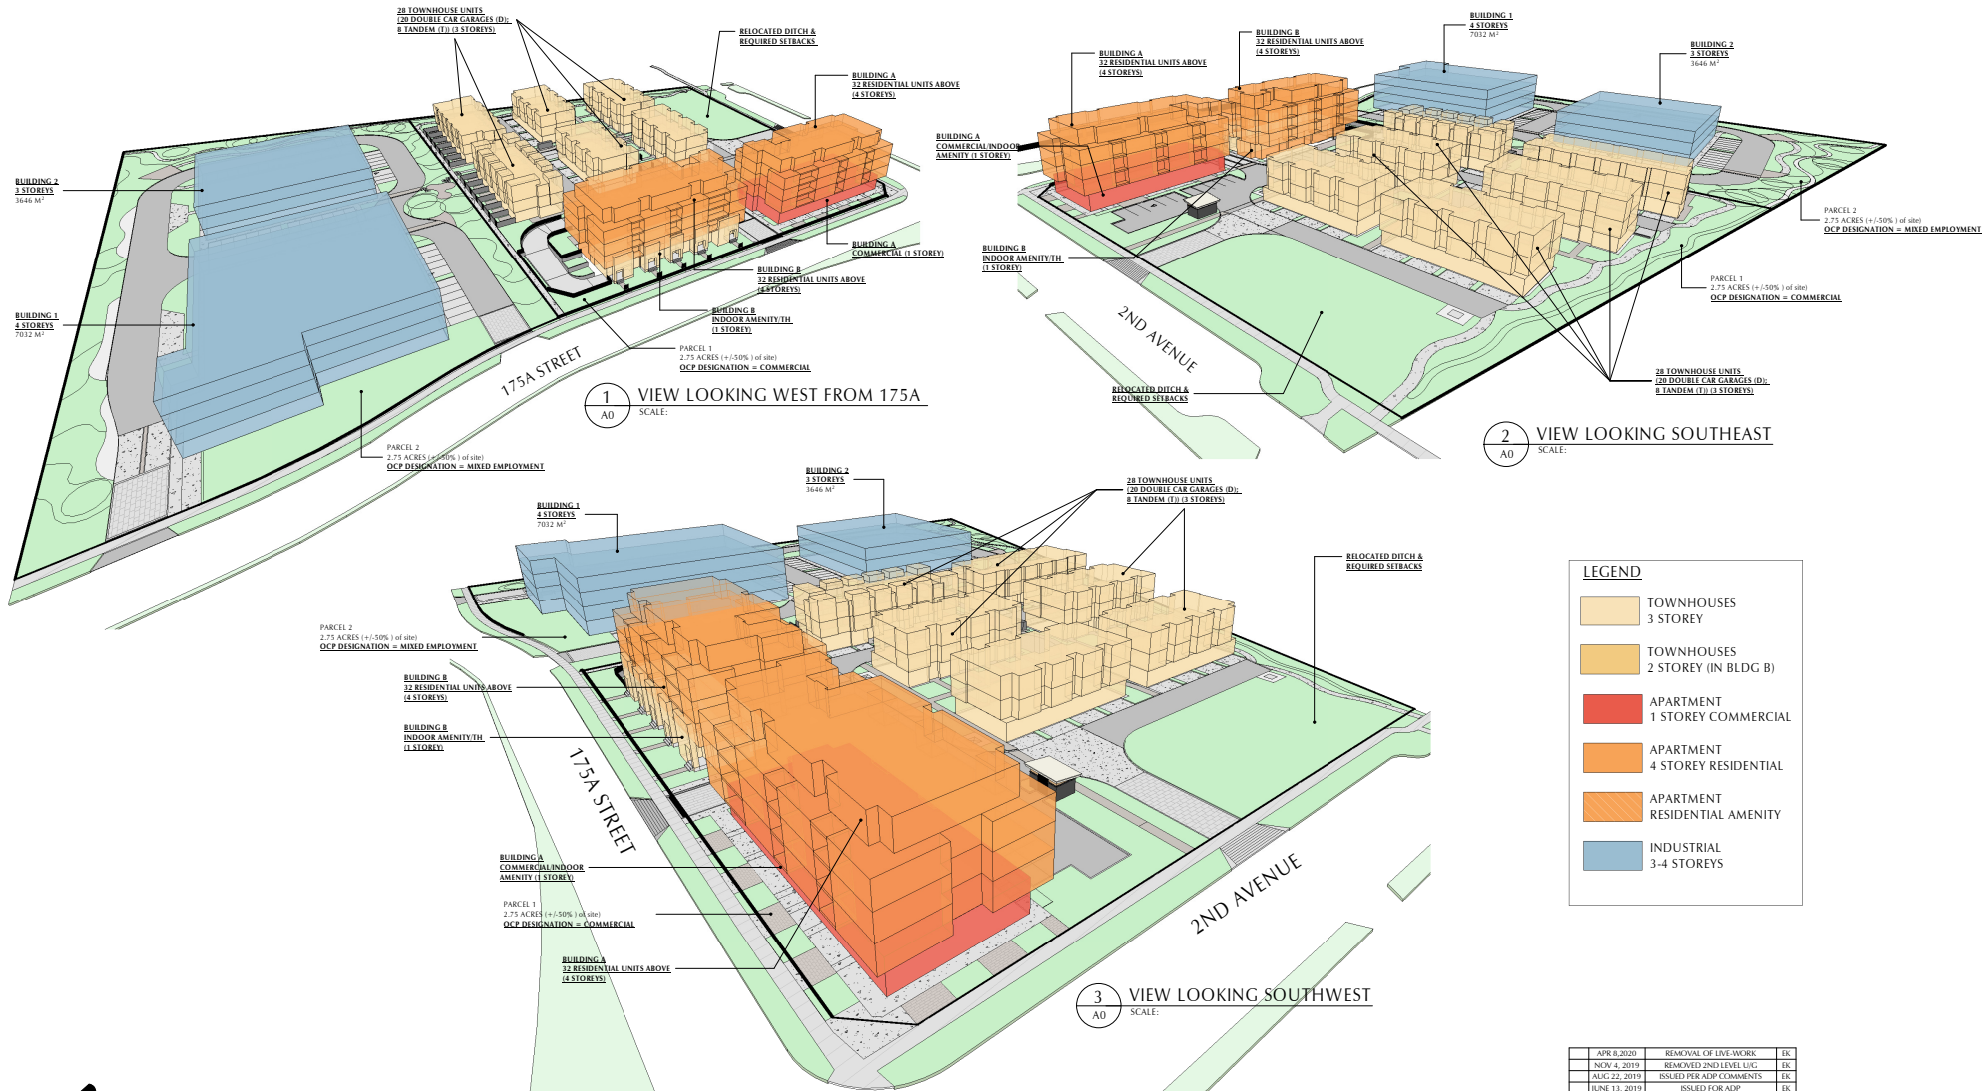 28 TOWNHOUSE UNITS
(20 DOUBLE CAR GARAGES (D);
8 TANDEM (T)) (3 STOREYS)
RELOCATED DITCH &
REQUIRED SETBACKS
BUILDING A
32 RESIDENTIAL UNITS ABOVE
(4 STOREYS)
BUILDING 2
3 STOREYS
3646 M²
BUILDING 1
4 STOREYS
7032 M²
BUILDING A
COMMERCIAL (1 STOREY)
BUILDING B
32 RESIDENTIAL UNITS ABOVE
(4 STOREYS)
BUILDING B
INDOOR AMENITY/TH
(1 STOREY)
PARCEL 1
2.75 ACRES (+/-50% ) of site)
OCP DESIGNATION = COMMERCIAL
175A STREET
PARCEL 2
2.75 ACRES (+/-50% ) of site)
OCP DESIGNATION = MIXED EMPLOYMENT
1
A0
VIEW LOOKING WEST FROM 175A
SCALE:
BUILDING A
32 RESIDENTIAL UNITS ABOVE
(4 STOREYS)
BUILDING B
32 RESIDENTIAL UNITS ABOVE
(4 STOREYS)
BUILDING 1
4 STOREYS
7032 M²
BUILDING 2
3 STOREYS
3646 M²
BUILDING A
COMMERCIAL/INDOOR
AMENITY (1 STOREY)
BUILDING B
INDOOR AMENITY/TH
(1 STOREY)
PARCEL 2
2.75 ACRES (+/-50% ) of site)
OCP DESIGNATION = MIXED EMPLOYMENT
PARCEL 1
2.75 ACRES (+/-50% ) of site)
OCP DESIGNATION = COMMERCIAL
2ND AVENUE
RELOCATED DITCH &
REQUIRED SETBACKS
28 TOWNHOUSE UNITS
(20 DOUBLE CAR GARAGES (D);
8 TANDEM (T)) (3 STOREYS)
2
A0
VIEW LOOKING SOUTHEAST
SCALE:
BUILDING 2
3 STOREYS
3646 M²
BUILDING 1
4 STOREYS
7032 M²
28 TOWNHOUSE UNITS
(20 DOUBLE CAR GARAGES (D);
8 TANDEM (T)) (3 STOREYS)
RELOCATED DITCH &
REQUIRED SETBACKS
PARCEL 2
2.75 ACRES (+/-50% ) of site)
OCP DESIGNATION = MIXED EMPLOYMENT
BUILDING B
32 RESIDENTIAL UNITS ABOVE
(4 STOREYS)
BUILDING B
INDOOR AMENITY/TH
(1 STOREY)
175A STREET
BUILDING A
COMMERCIAL/INDOOR
AMENITY (1 STOREY)
PARCEL 1
2.75 ACRES (+/-50% ) of site)
OCP DESIGNATION = COMMERCIAL
BUILDING A
32 RESIDENTIAL UNITS ABOVE
(4 STOREYS)
2ND AVENUE
3
A0
VIEW LOOKING SOUTHWEST
SCALE:
LEGEND
TOWNHOUSES
3 STOREY
TOWNHOUSES
2 STOREY (IN BLDG B)
APARTMENT
1 STOREY COMMERCIAL
APARTMENT
4 STOREY RESIDENTIAL
APARTMENT
RESIDENTIAL AMENITY
INDUSTRIAL
3-4 STOREYS
APR 8,2020 REMOVAL OF LIVE-WORK EK
NOV 4, 2019 REMOVED 2ND LEVEL U/G EK
AUG 22, 2019 ISSUED PER ADP COMMENTS EK
JUNE 13, 2019 ISSUED FOR ADP EK